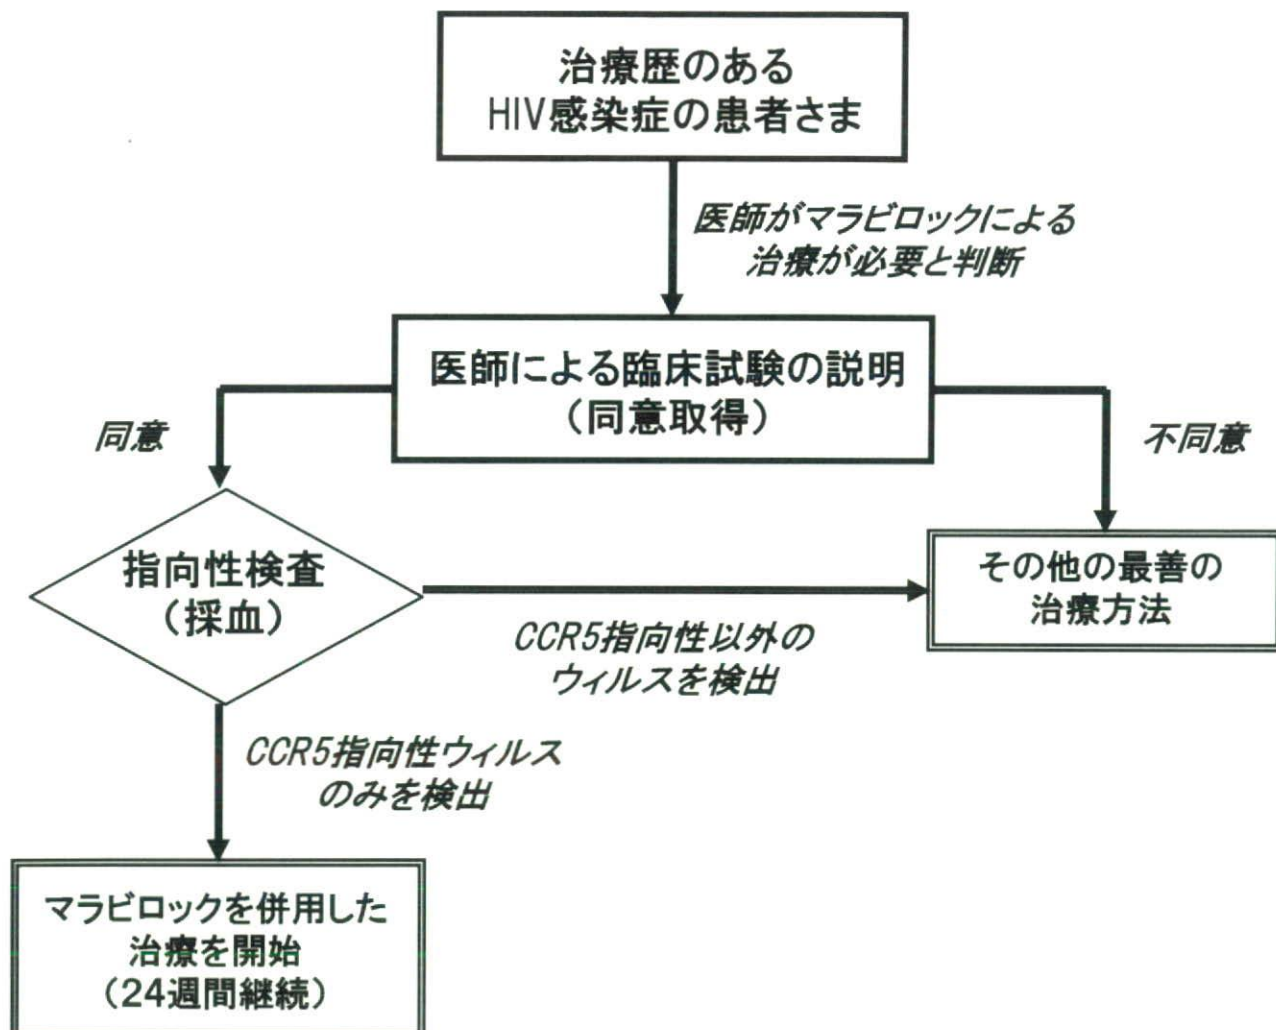 治療歴のある
HIV感染症の患者さま
医師がマラビロックによる
治療が必要と判断
医師による臨床試験の説明
（同意取得）
同意
不同意
指向性検査
（採血）
その他の最善の
治療方法
CCR5指向性以外の
ウィルスを検出
CCR5指向性ウィルス
のみを検出
マラビロックを併用した
治療を開始
（24週間継続）